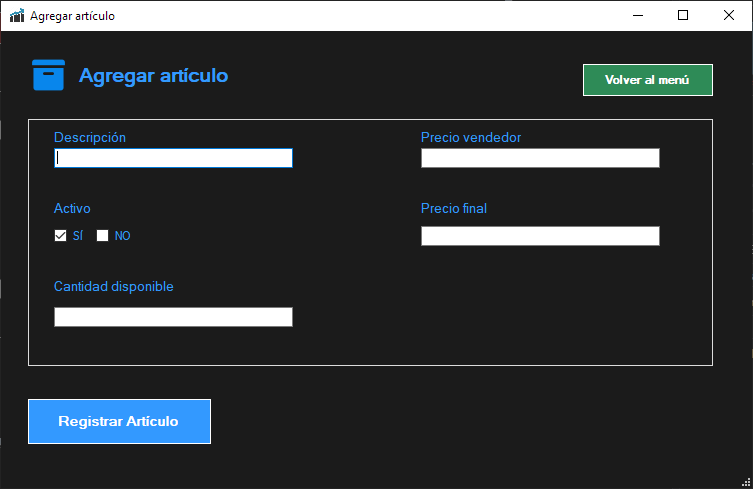 Agregar artículo
Agregar artículo
Volver al menú
Descripción
Precio vendedor
Activo
Precio final
SÍ
NO
Cantidad disponible
Registrar Artículo